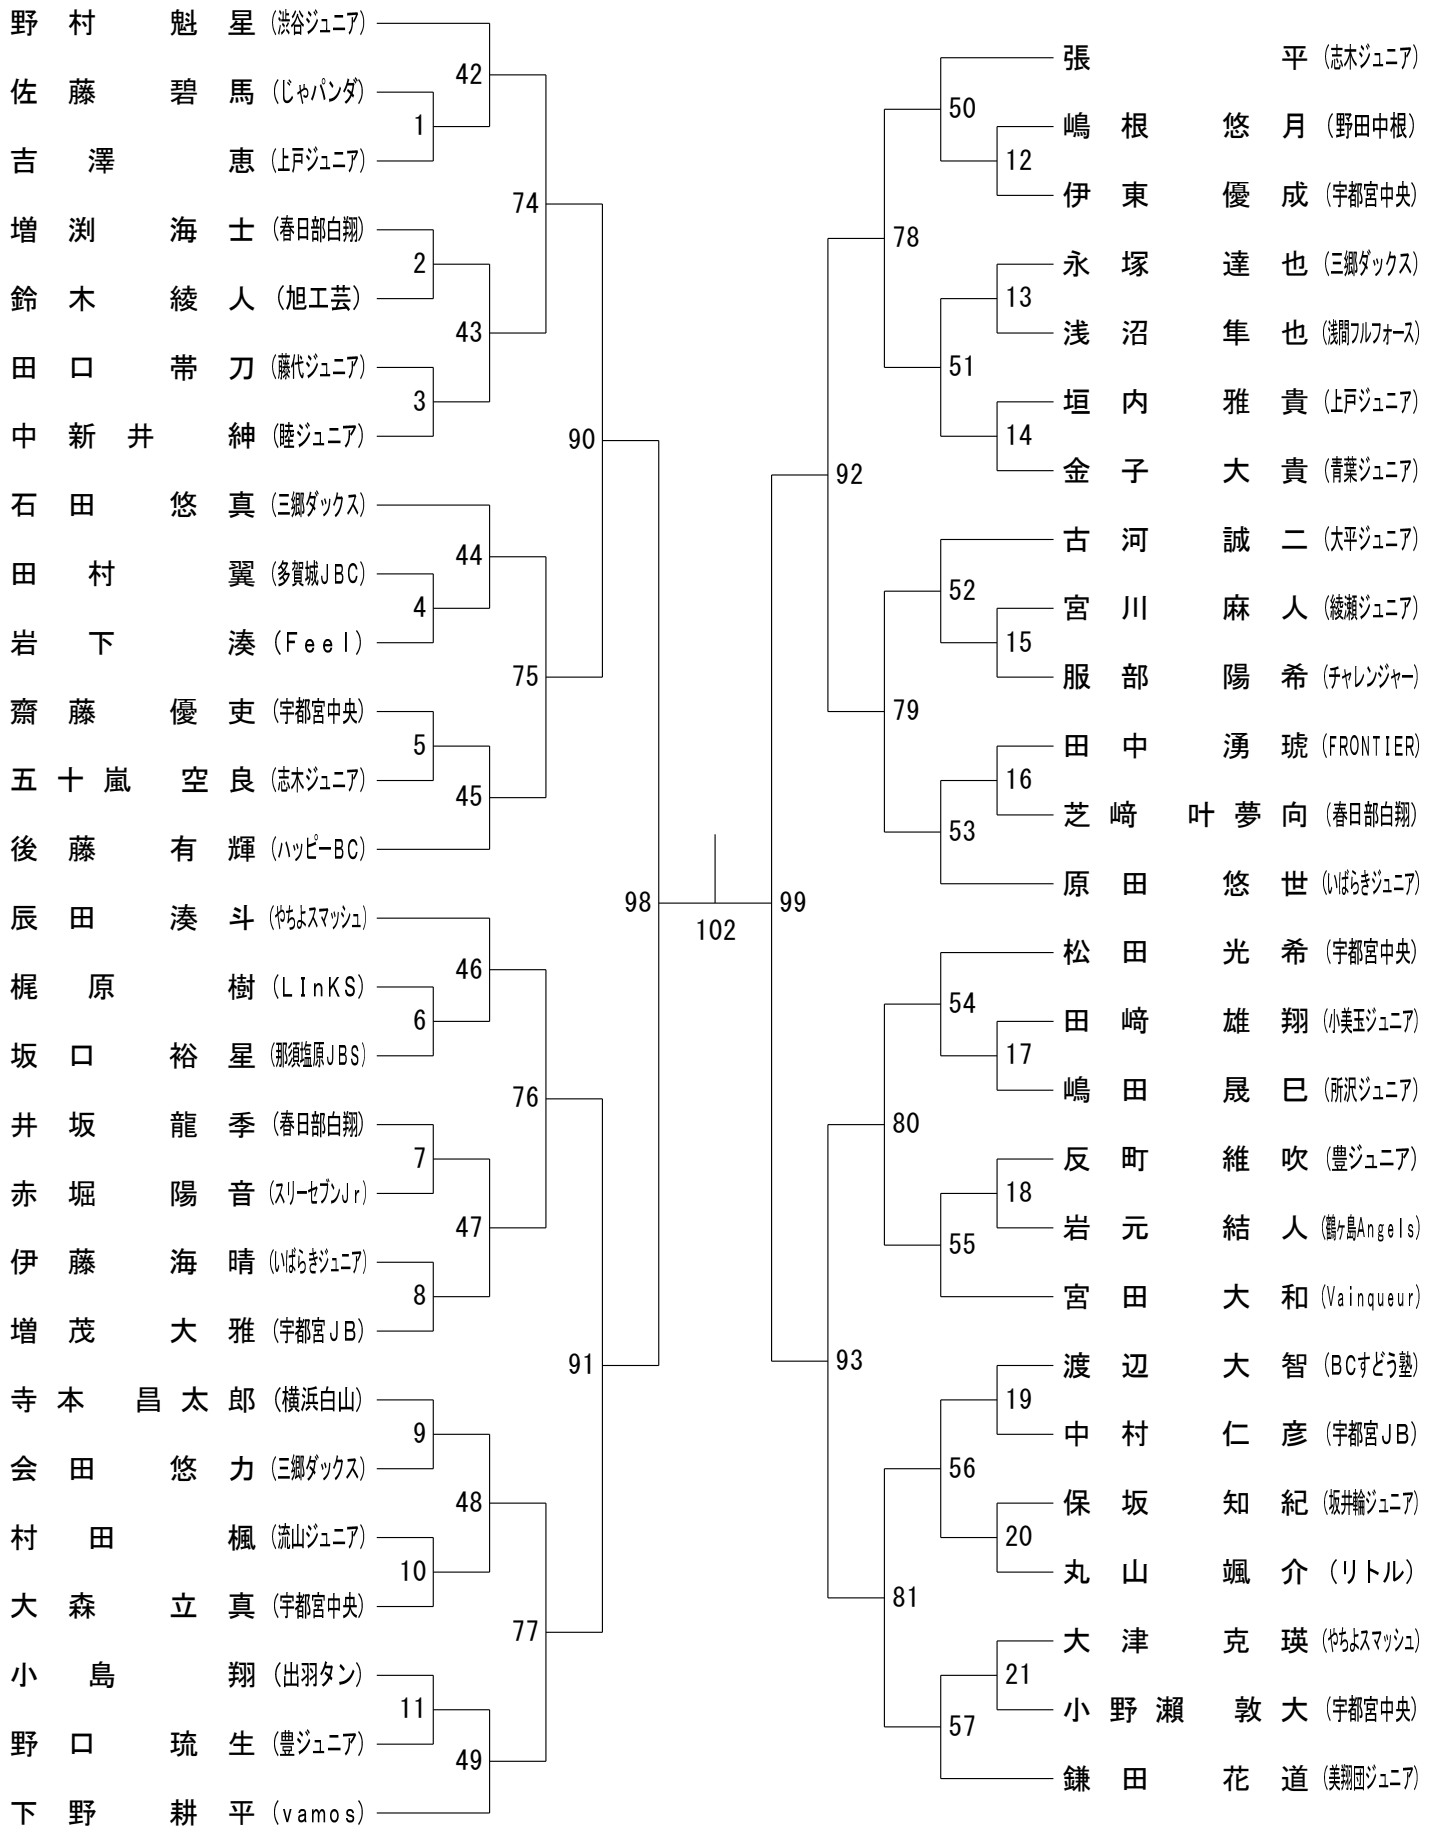 野村 魁星 (渋谷ジュニア)
佐藤 碧馬 (じゃパンダ)
吉澤 恵 (上戸ジュニア)
増渕 海士 (春日部白翔)
鈴木 綾人 (旭工芸)
田口 帯刀 (藤代ジュニア)
中新井 紳 (睦ジュニア)
石田 悠真 (三郷ダックス)
田村 翼 (多賀城JBC)
岩下 湊 (Feel)
齋藤 優吏 (宇都宮中央)
五十嵐 空良 (志木ジュニア)
後藤 有輝 (ハッピーBC)
辰田 湊斗 (やちよスマッシュ)
梶原 樹 (LInKS)
坂口 裕星 (那須塩原JBS)
井坂 龍季 (春日部白翔)
赤堀 陽音 (スリーセブンJr)
伊藤 海晴 (いばらきジュニア)
増茂 大雅 (宇都宮JB)
寺本 昌太郎 (横浜白山)
会田 悠力 (三郷ダックス)
村田 楓 (流山ジュニア)
大森 立真 (宇都宮中央)
小島 翔 (出羽タン)
野口 琉生 (豊ジュニア)
下野 耕平 (vamos)
1
2
3
4
5
6
7
8
9
10
11
42
43
44
45
46
47
48
49
74
75
76
77
90
91
98
102
99
92
93
78
79
80
81
50
51
52
53
54
55
56
57
12
13
14
15
16
17
18
19
20
21
張 平 (志木ジュニア)
嶋根 悠月 (野田中根)
伊東 優成 (宇都宮中央)
永塚 達也 (三郷ダックス)
浅沼 隼也 (浅間フルフォース)
垣内 雅貴 (上戸ジュニア)
金子 大貴 (青葉ジュニア)
古河 誠二 (大平ジュニア)
宮川 麻人 (綾瀬ジュニア)
服部 陽希 (チャレンジャー)
田中 湧琥 (FRONTIER)
芝﨑 叶夢向 (春日部白翔)
原田 悠世 (いばらきジュニア)
松田 光希 (宇都宮中央)
田﨑 雄翔 (小美玉ジュニア)
嶋田 晟巳 (所沢ジュニア)
反町 維吹 (豊ジュニア)
岩元 結人 (鶴ヶ島Angels)
宮田 大和 (Vainqueur)
渡辺 大智 (BCすどう塾)
中村 仁彦 (宇都宮JB)
保坂 知紀 (坂井輪ジュニア)
丸山 颯介 (リトル)
大津 克瑛 (やちよスマッシュ)
小野瀬 敦大 (宇都宮中央)
鎌田 花道 (美翔団ジュニア)